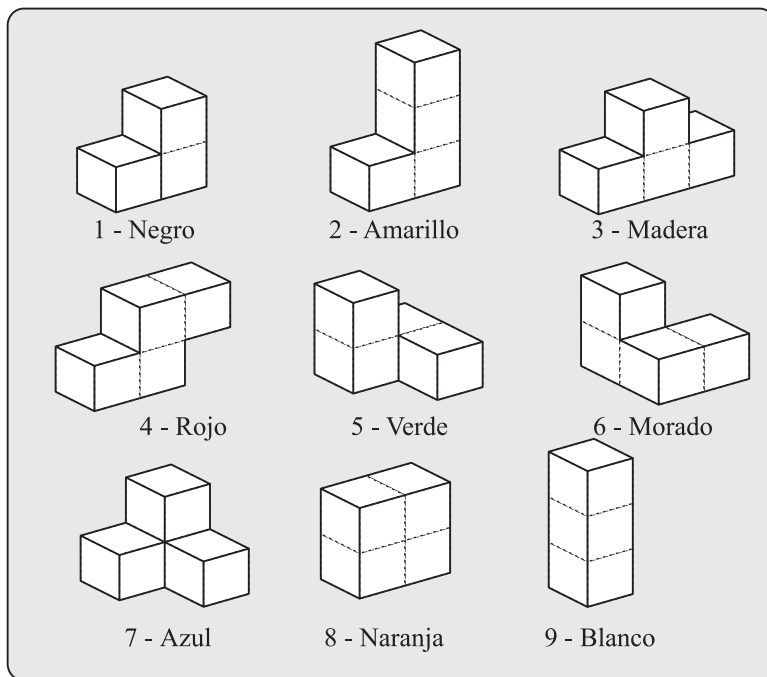 1 - Negro
2 - Amarillo
3 - Madera
4 - Rojo
5 - Verde
6 - Morado
7 - Azul
8 - Naranja
9 - Blanco